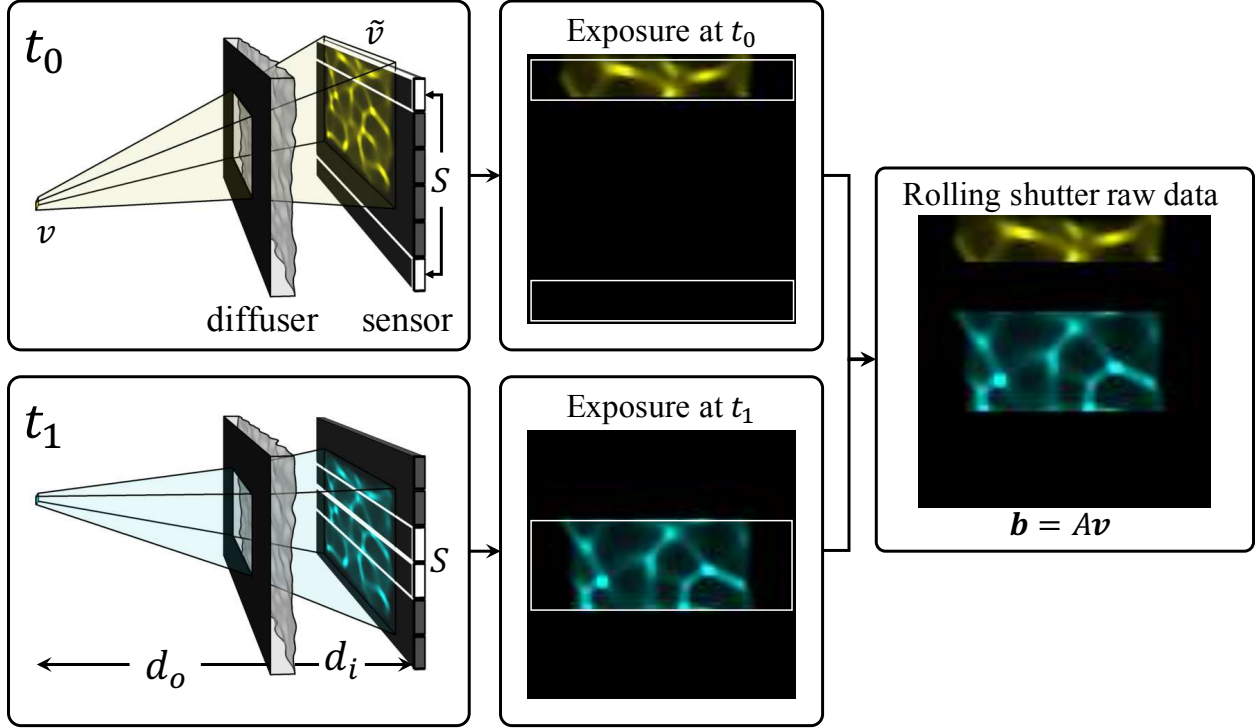 t₀
ṽ
S
v
diffuser
sensor
Exposure at t₀
t₁
S
dₒ
dᵢ
Exposure at t₁
Rolling shutter raw data
b = Av